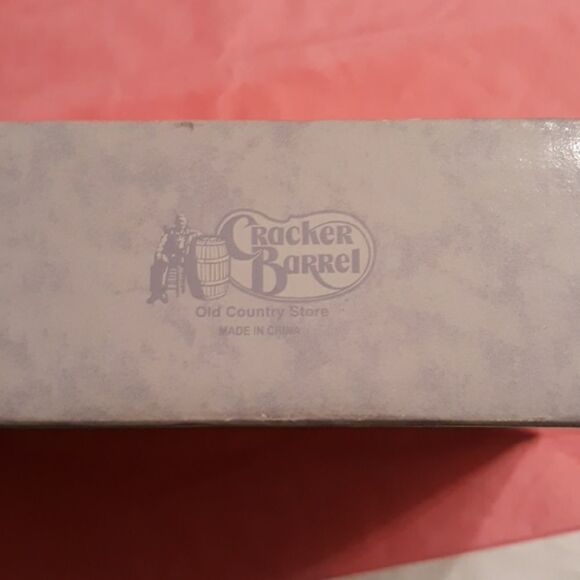 Cracker
Barrel
Old Country Store
MADE IN CHINA